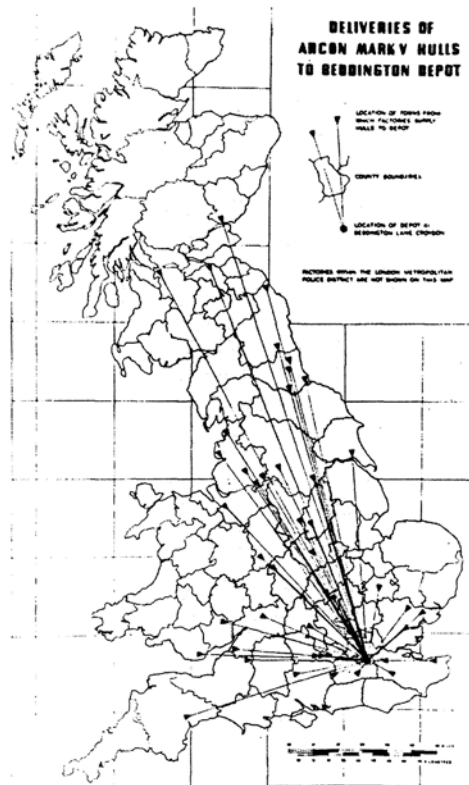 DELIVERIES OF
ARCON MARK V HULLS
TO BEDDINGTON DEPOT
LOCATION OF TOWNS FROM
WHICH FACTORIES SUPPLY
HULLS TO DEPOT
COUNTY BOUNDARIES
LOCATION OF DEPOT
BEDDINGTON LANE CROYDON
FACTORIES WITHIN THE LONDON METROPOLITAN
POLICE DISTRICT ARE NOT SHOWN ON THIS MAP